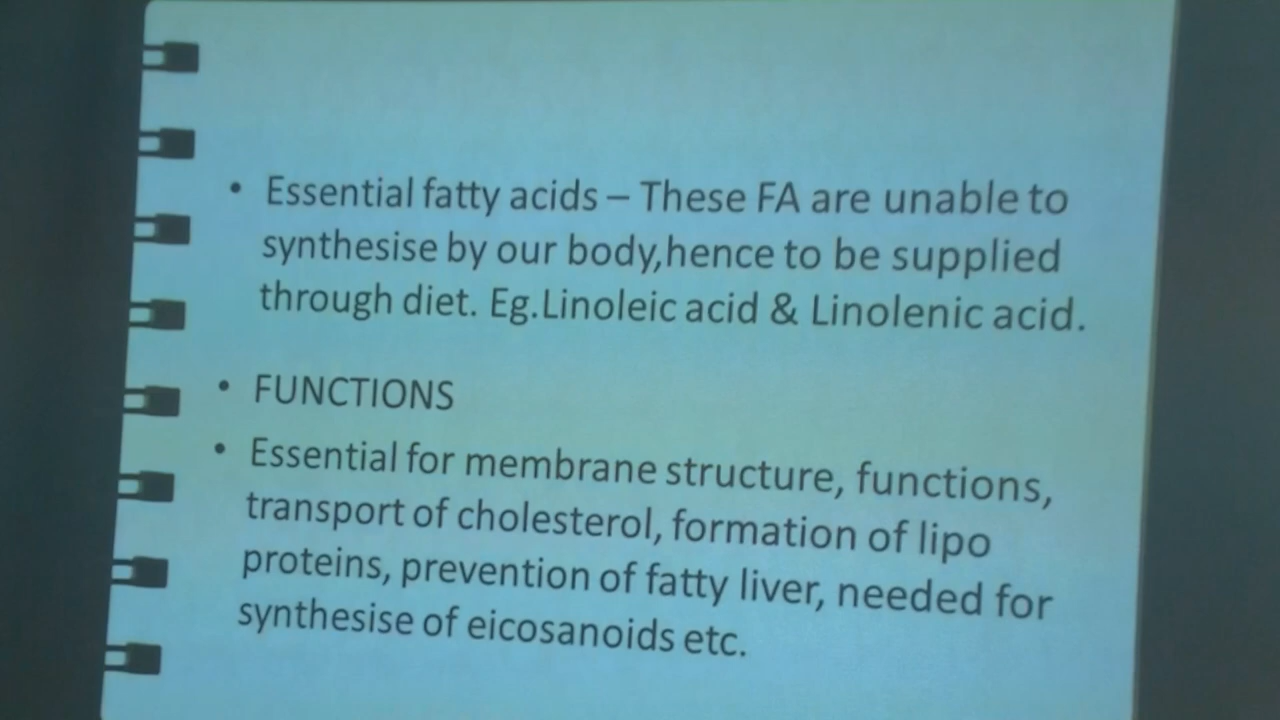 • Essential fatty acids – These FA are unable to
synthesise by our body,hence to be supplied
through diet. Eg.Linoleic acid & Linolenic acid.
• FUNCTIONS
• Essential for membrane structure, functions,
transport of cholesterol, formation of lipo
proteins, prevention of fatty liver, needed for
synthesise of eicosanoids etc.